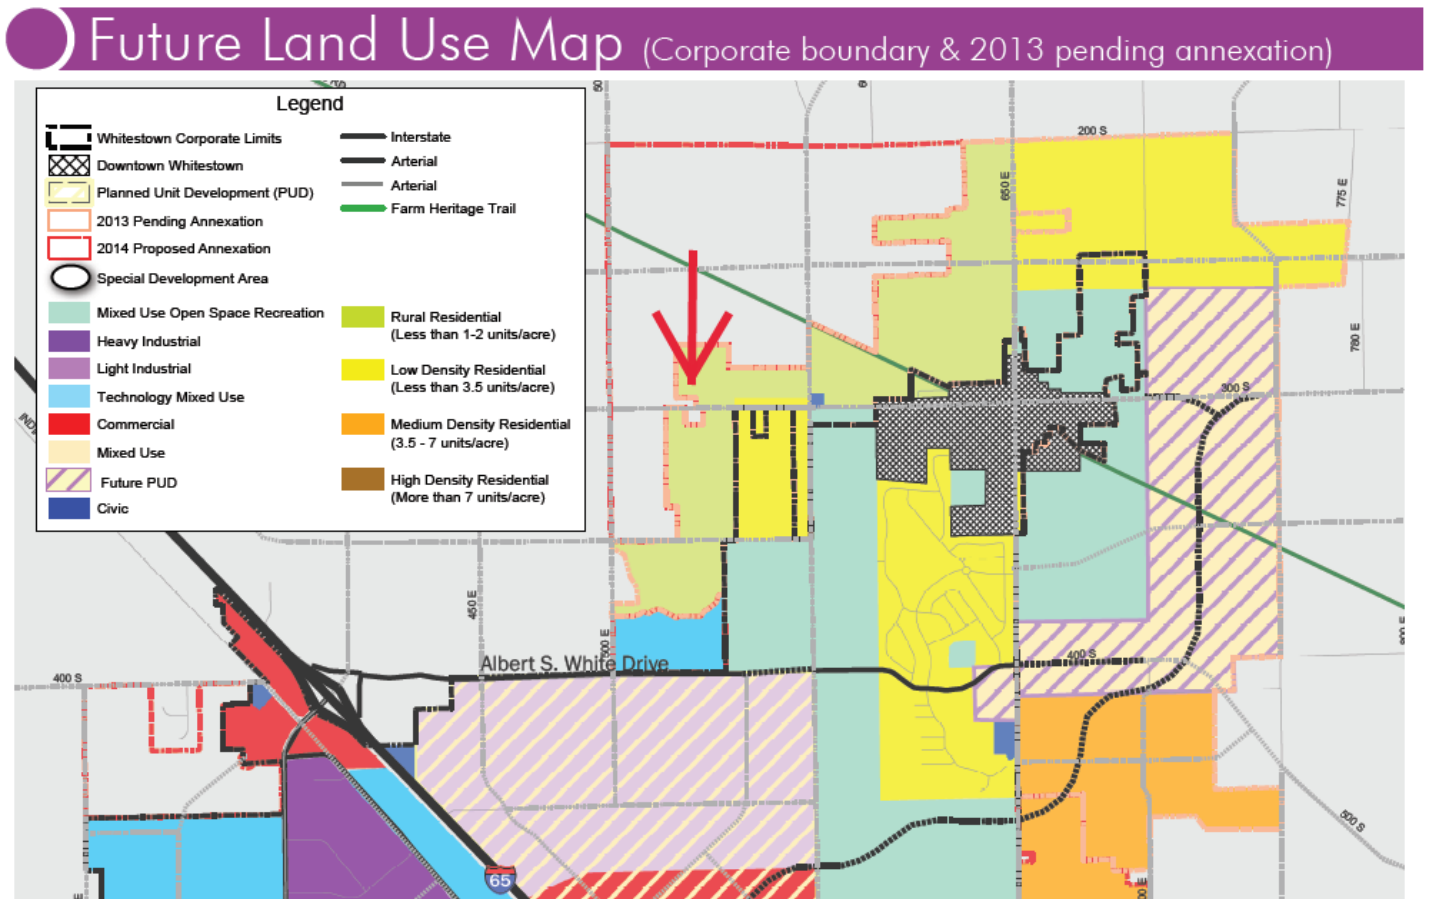 Future Land Use Map (Corporate boundary & 2013 pending annexation)
Legend
Whitestown Corporate Limits
Downtown Whitestown
Planned Unit Development (PUD)
2013 Pending Annexation
2014 Proposed Annexation
Special Development Area
Mixed Use Open Space Recreation
Heavy Industrial
Light Industrial
Technology Mixed Use
Commercial
Mixed Use
Future PUD
Civic
Interstate
Arterial
Arterial
Farm Heritage Trail
Rural Residential
(Less than 1-2 units/acre)
Low Density Residential
(Less than 3.5 units/acre)
Medium Density Residential
(3.5 - 7 units/acre)
High Density Residential
(More than 7 units/acre)
200 S
650 E
775 E
780 E
300 S
450 E
Albert S. White Drive
400 S
400 S
500 S
65